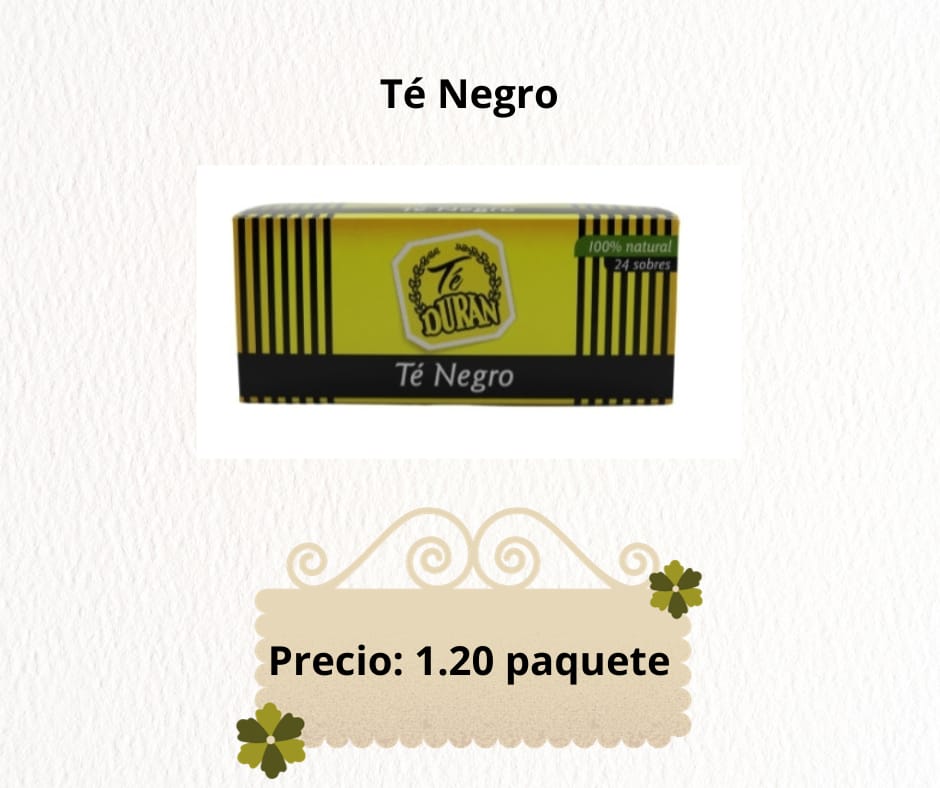 Té Negro
Té Negro
100% natural
24 sobres
Té
DURAN
Té Negro
Precio: 1.20 paquete